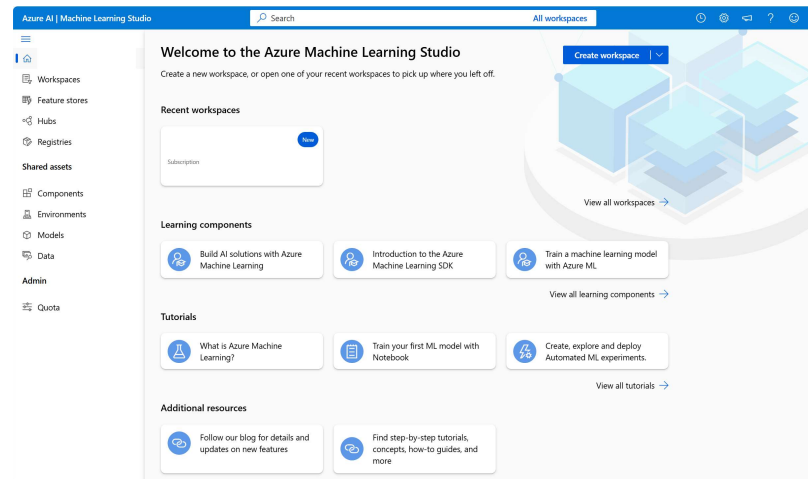 Azure AI | Machine Learning Studio
Search
All workspaces
Workspaces
Feature stores
Hubs
Registries
Shared assets
Components
Environments
Models
Data
Admin
Quota
Welcome to the Azure Machine Learning Studio
Create workspace
Create a new workspace, or open one of your recent workspaces to pick up where you left off.
Recent workspaces
New
Subscription
View all workspaces
Learning components
Build AI solutions with Azure
Machine Learning
Introduction to the Azure
Machine Learning SDK
Train a machine learning model
with Azure ML
View all learning components
Tutorials
What is Azure Machine
Learning?
Train your first ML model with
Notebook
Create, explore and deploy
Automated ML experiments.
View all tutorials
Additional resources
Follow our blog for details and
updates on new features
Find step-by-step tutorials,
concepts, how-to guides, and
more